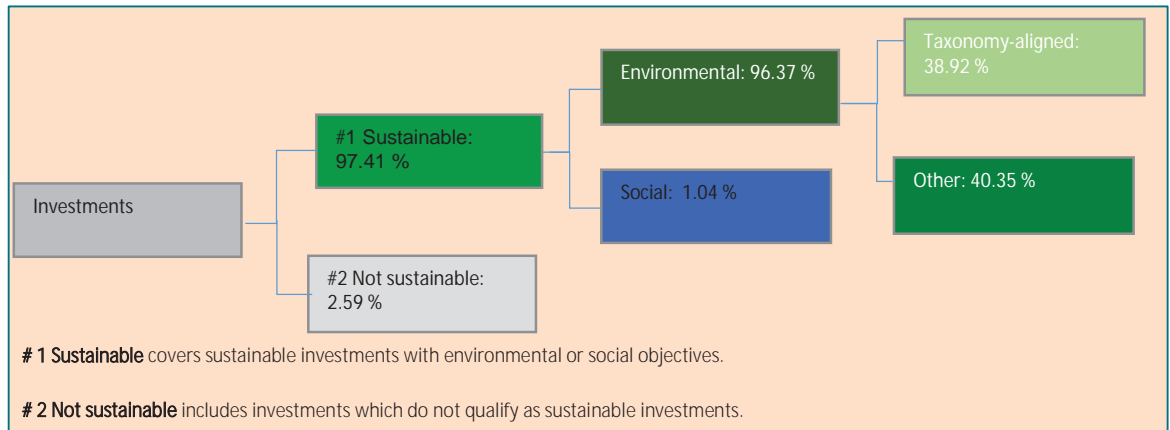 Investments
#1 Sustainable:
97.41 %
#2 Not sustainable:
2.59 %
Environmental: 96.37 %
Social:  1.04 %
Taxonomy-aligned:
38.92 %
Other: 40.35 %
# 1 Sustainable covers sustainable investments with environmental or social objectives.
# 2 Not sustainable includes investments which do not qualify as sustainable investments.